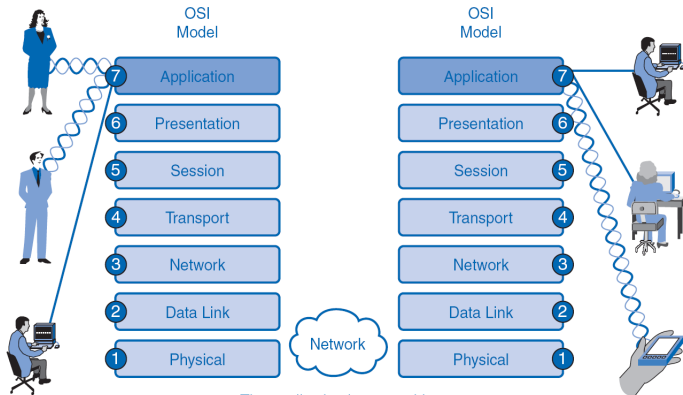 OSI
Model
OSI
Model
7 Application
Application 7
6 Presentation
Presentation 6
5 Session
Session 5
4 Transport
Transport 4
3 Network
Network 3
2 Data Link
Data Link 2
Network
1 Physical
Physical 1